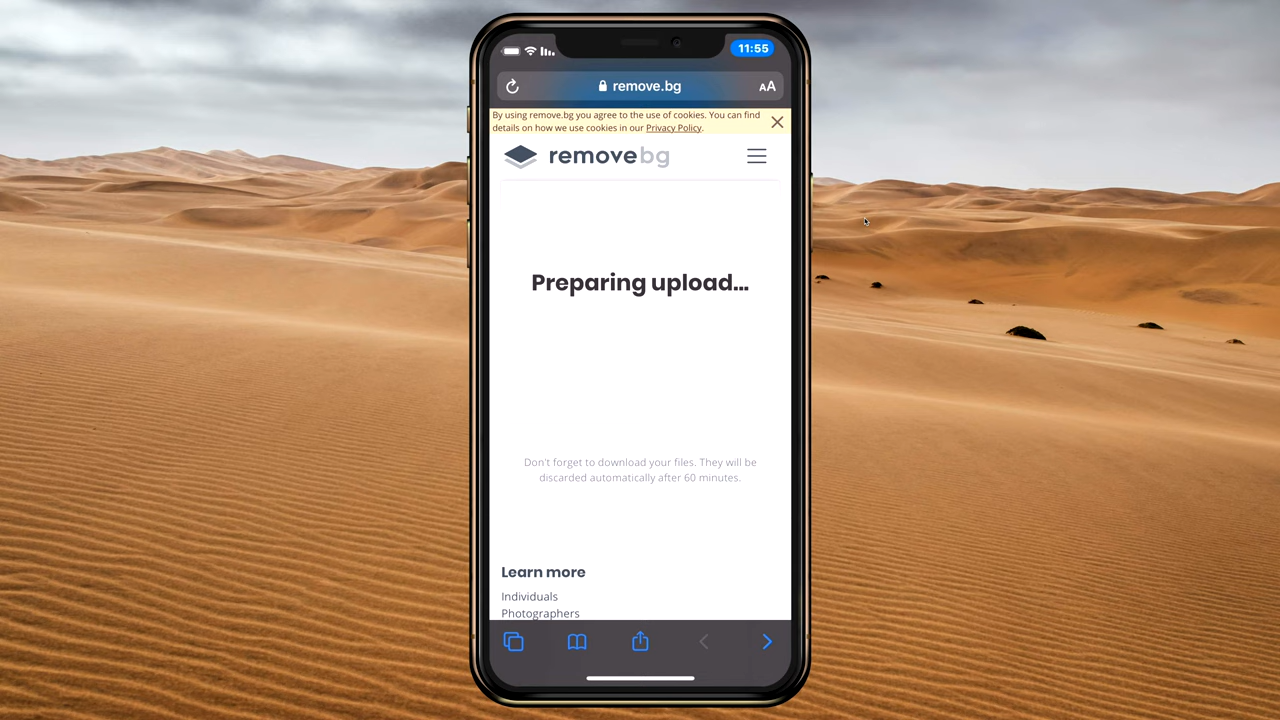 11:55
remove.bg
AA
By using remove.bg you agree to the use of cookies. You can find
details on how we use cookies in our Privacy Policy.
removebg
Preparing upload...
Don't forget to download your files. They will be
discarded automatically after 60 minutes.
Learn more
Individuals
Photographers